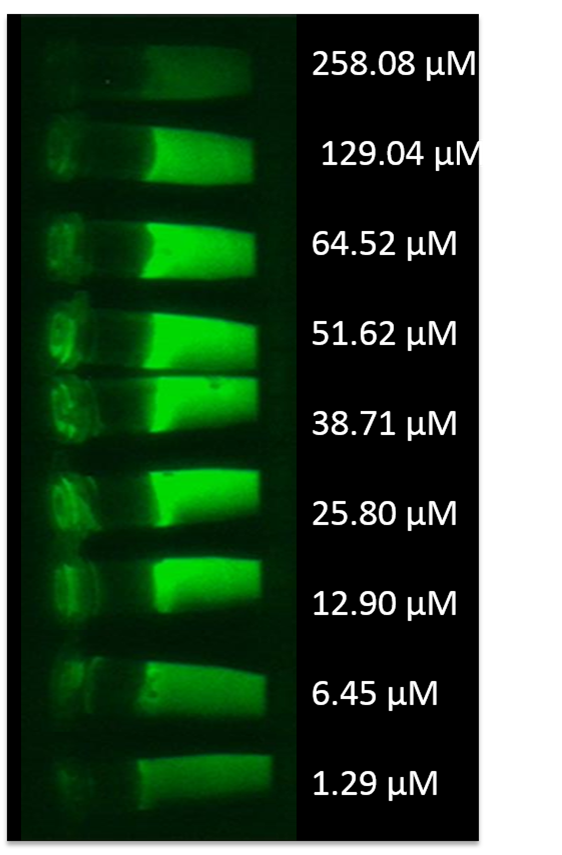 258.08 µM
129.04 µM
64.52 µM
51.62 µM
38.71 µM
25.80 µM
12.90 µM
6.45 µM
1.29 µM